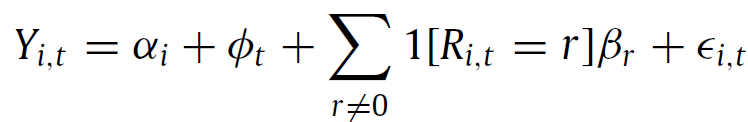 Y_{i,t} = α_i + ϕ_t + ∑_{r≠0} 1[R_{i,t} = r]β_r + ϵ_{i,t}